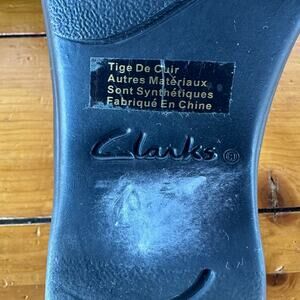 Tige De Cuir
Autres Matériaux
Sont Synthétiques
Fabriqué En Chine
Clarks®